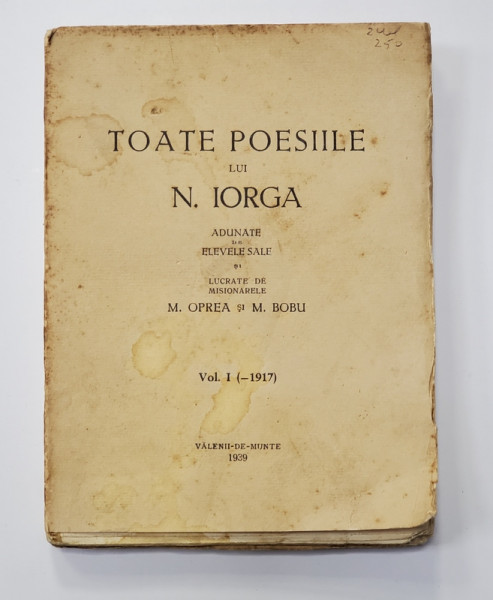 250
TOATE POESIILE
LUI
N. IORGA
ADUNATE
DE
ELEVELE SALE
ȘI
LUCRATE DE
MISIONARELE
M. OPREA ȘI M. BOBU
Vol. I (–1917)
VĂLENII-DE-MUNTE
1939